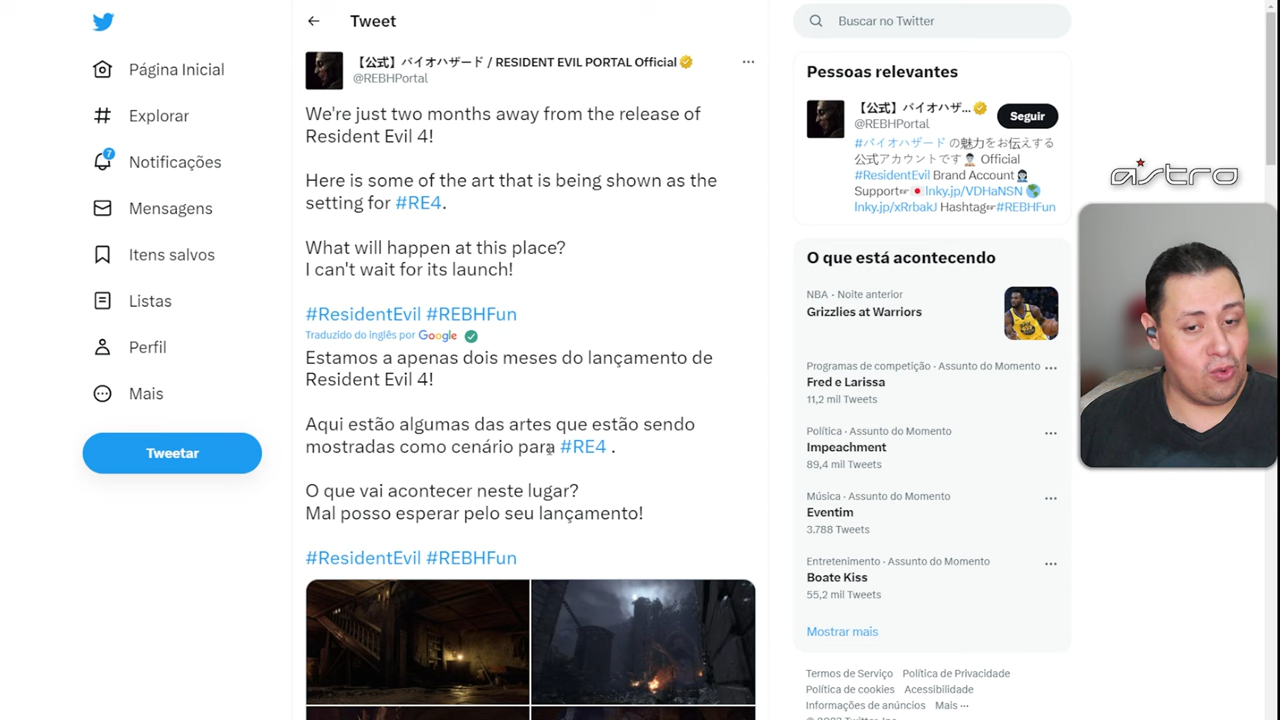 Tweet
Buscar no Twitter
Página Inicial
Explorar
7
Notificações
Mensagens
Itens salvos
Listas
Perfil
Mais
Tweetar
【公式】バイオハザード / RESIDENT EVIL PORTAL Official
@REBHPortal
We're just two months away from the release of
Resident Evil 4!
Here is some of the art that is being shown as the
setting for #RE4.
What will happen at this place?
I can't wait for its launch!
#ResidentEvil #REBHFun
Traduzido do inglês por Google
Estamos a apenas dois meses do lançamento de
Resident Evil 4!
Aqui estão algumas das artes que estão sendo
mostradas como cenário para #RE4 .
O que vai acontecer neste lugar?
Mal posso esperar pelo seu lançamento!
#ResidentEvil #REBHFun
Pessoas relevantes
【公式】バイオハザ...
@REBHPortal
Seguir
#バイオハザード の魅力をお伝えする
公式アカウントです Official
#ResidentEvil Brand Account
Support☞ lnky.jp/VDHaNSN
lnky.jp/xRrbakJ Hashtag☞#REBHFun
O que está acontecendo
NBA · Noite anterior
Grizzlies at Warriors
Programas de competição · Assunto do Momento
Fred e Larissa
11,2 mil Tweets
Política · Assunto do Momento
Impeachment
89,4 mil Tweets
Música · Assunto do Momento
Eventim
3.788 Tweets
Entretenimento · Assunto do Momento
Boate Kiss
55,2 mil Tweets
Mostrar mais
Termos de Serviço Política de Privacidade
Política de cookies Acessibilidade
Informações de anúncios Mais ...
astro